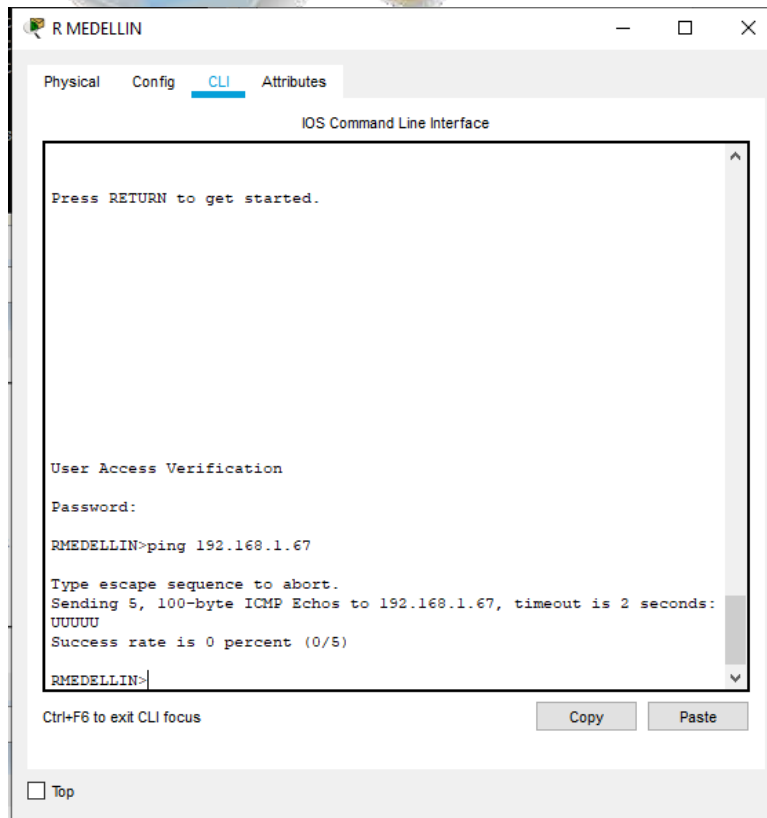 R MEDELLIN
Physical Config CLI Attributes
IOS Command Line Interface
Press RETURN to get started.
User Access Verification
Password:
RMEDELLIN>ping 192.168.1.67
Type escape sequence to abort.
Sending 5, 100-byte ICMP Echos to 192.168.1.67, timeout is 2 seconds:
UUUUU
Success rate is 0 percent (0/5)
RMEDELLIN>
Ctrl+F6 to exit CLI focus
Copy Paste
Top